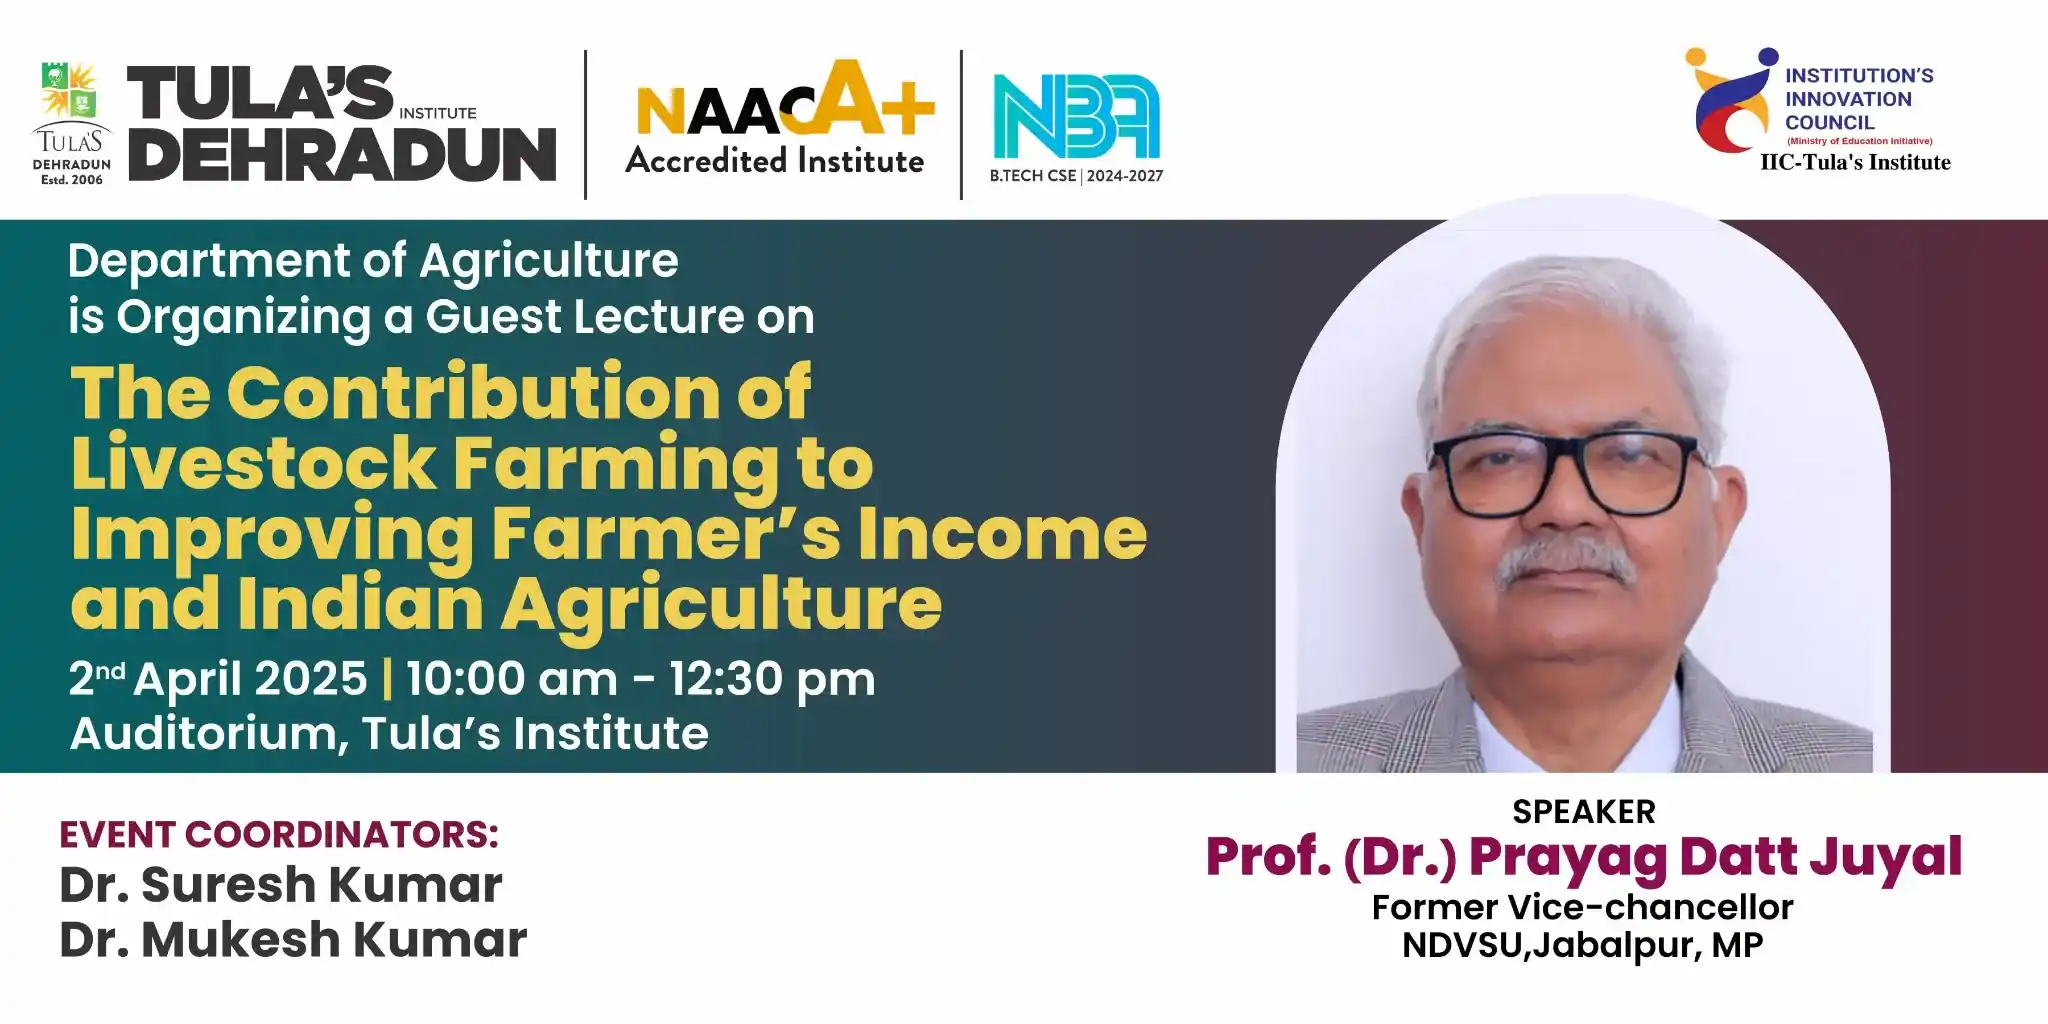 TULA'S
DEHRADUN
Estd. 2006
TULA'S
INSTITUTE
DEHRADUN
NAAC A+
Accredited Institute
NBA
B.TECH CSE | 2024-2027
INSTITUTION'S
INNOVATION
COUNCIL
(Ministry of Education Initiative)
IIC-Tula's Institute
Department of Agriculture
is Organizing a Guest Lecture on
The Contribution of
Livestock Farming to
Improving Farmer's Income
and Indian Agriculture
2nd April 2025 | 10:00 am - 12:30 pm
Auditorium, Tula's Institute
EVENT COORDINATORS:
Dr. Suresh Kumar
Dr. Mukesh Kumar
SPEAKER
Prof. (Dr.) Prayag Datt Juyal
Former Vice-chancellor
NDVSU,Jabalpur, MP